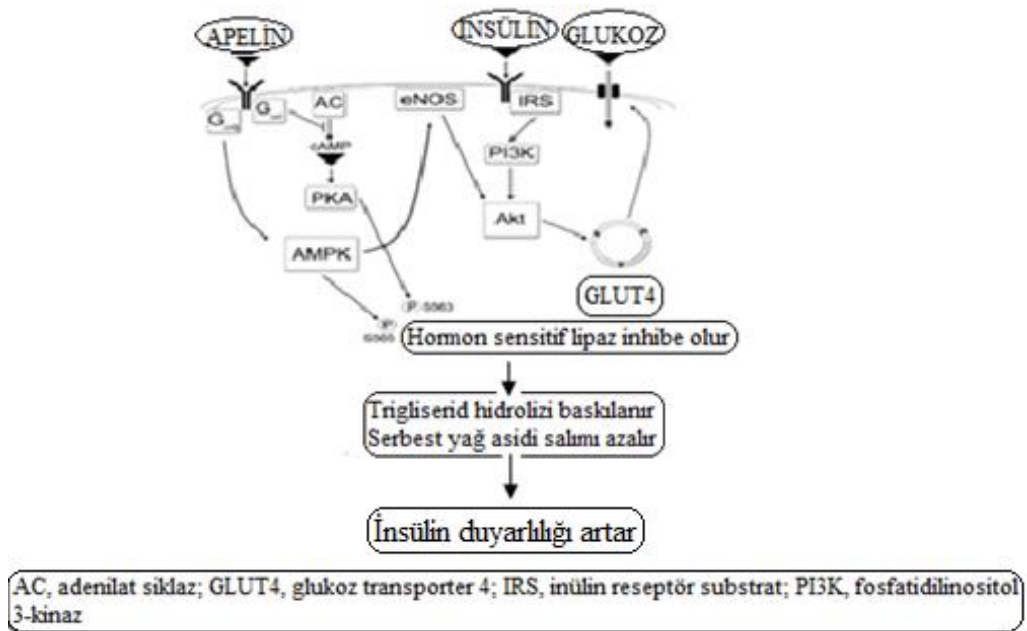 APELİN
İNSÜLİN
GLUKOZ
AC
eNOS
IRS
cAMP
PI3K
PKA
Akt
AMPK
GLUT4
P S563
P
S565
Hormon sensitif lipaz inhibe olur
Trigliserid hidrolizi baskılanır
Serbest yağ asidi salımı azalır
İnsülin duyarlılığı artar
AC, adenilat siklaz; GLUT4, glukoz transporter 4; IRS, inülin reseptör substrat; PI3K, fosfatidilinositol
3-kinaz